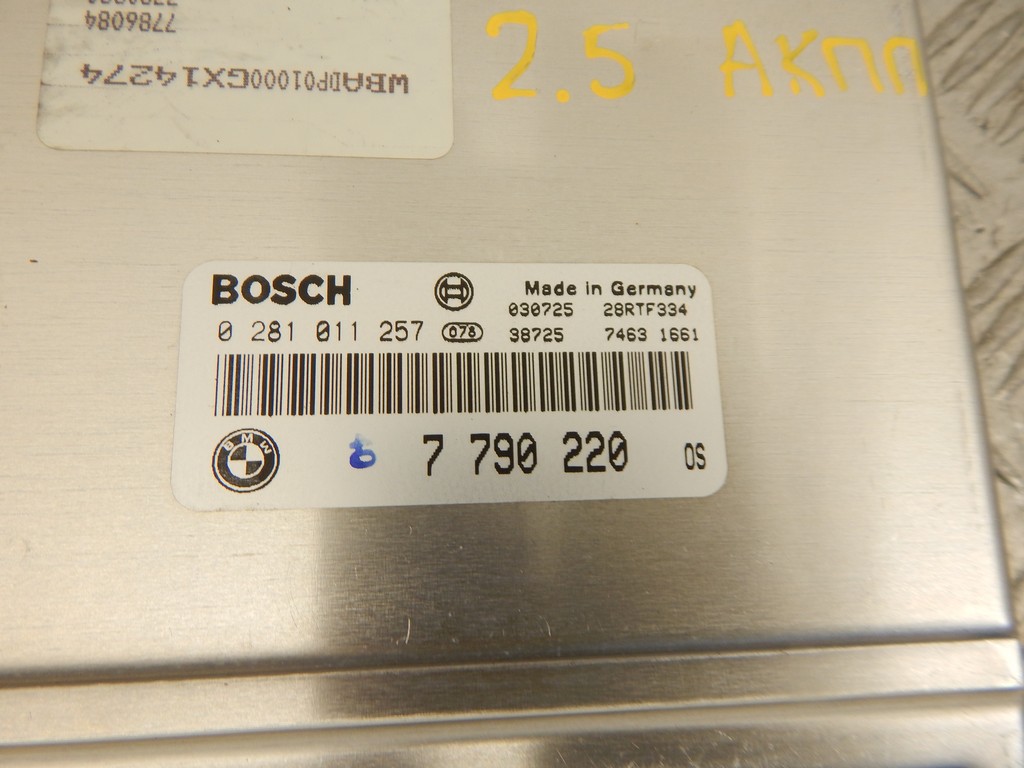 7786084
WBADP01000GX14274
2.5 АКПП
BOSCH
Made in Germany
030725 28RTF334
0 281 011 257 078 38725 7463 1661
BMW
7 790 220 OS